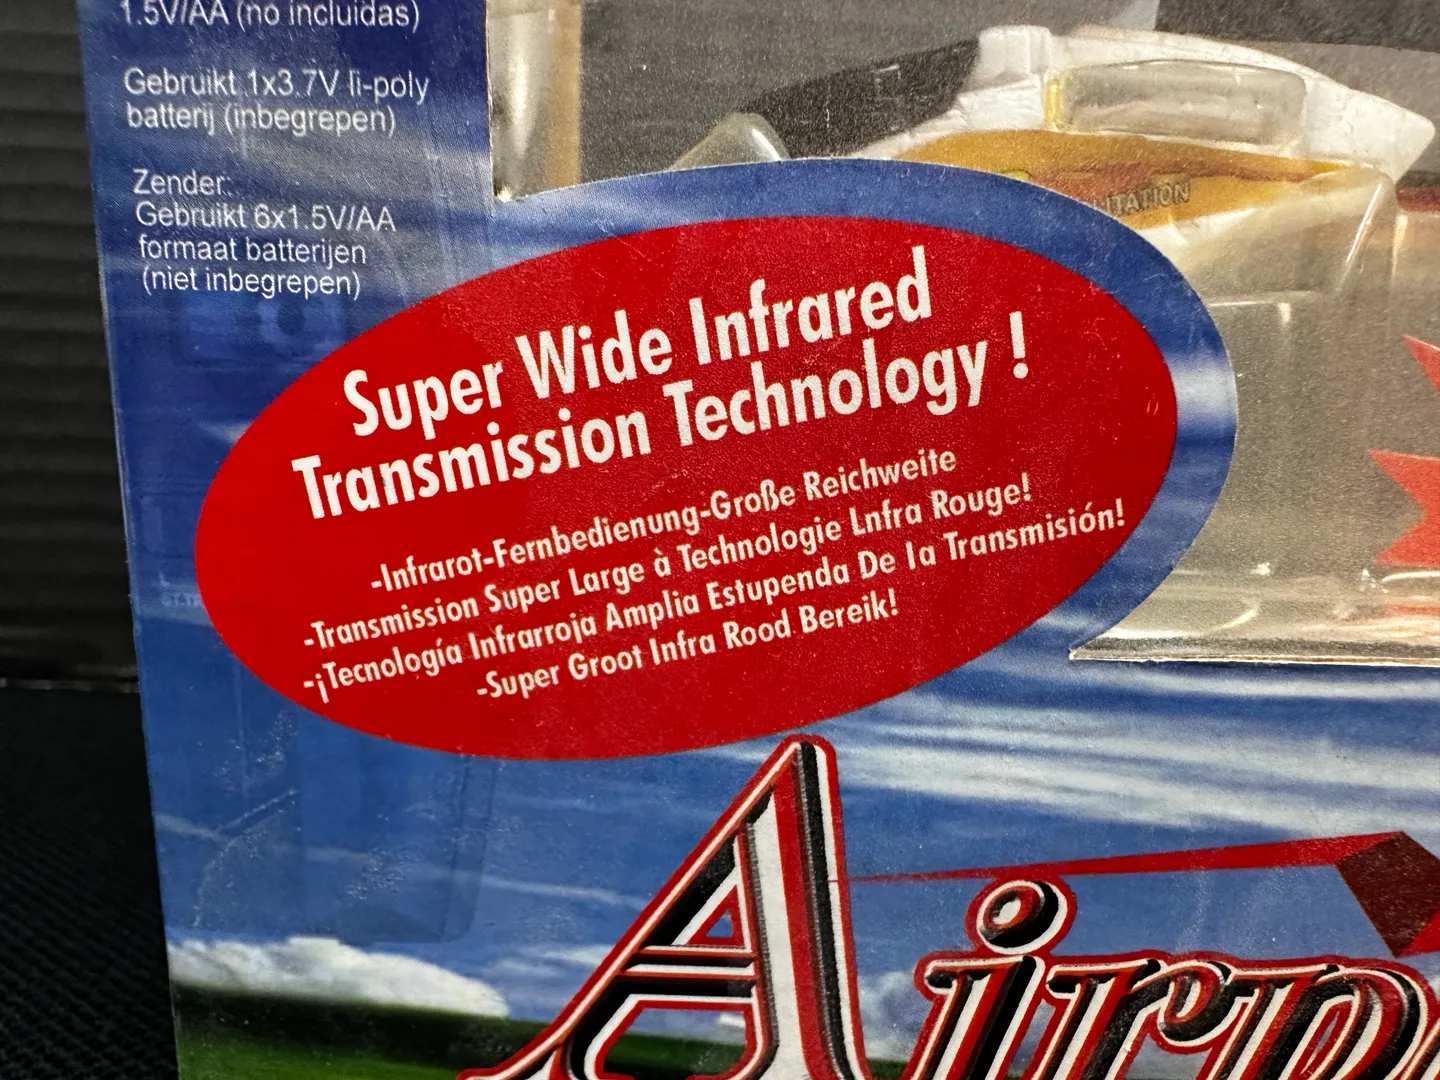 1.5V/AA (no incluidas)
Gebruikt 1x3.7V li-poly
batterij (inbegrepen)
Zender:
Gebruikt 6x1.5V/AA
formaat batterijen
(niet inbegrepen)
Super Wide Infrared
Transmission Technology !
-Infrarot-Fernbedienung-Große Reichweite
-Transmission Super Large à Technologie Lnfra Rouge!
-¡Tecnología Infrarroja Amplia Estupenda De la Transmisión!
-Super Groot Infra Rood Bereik!